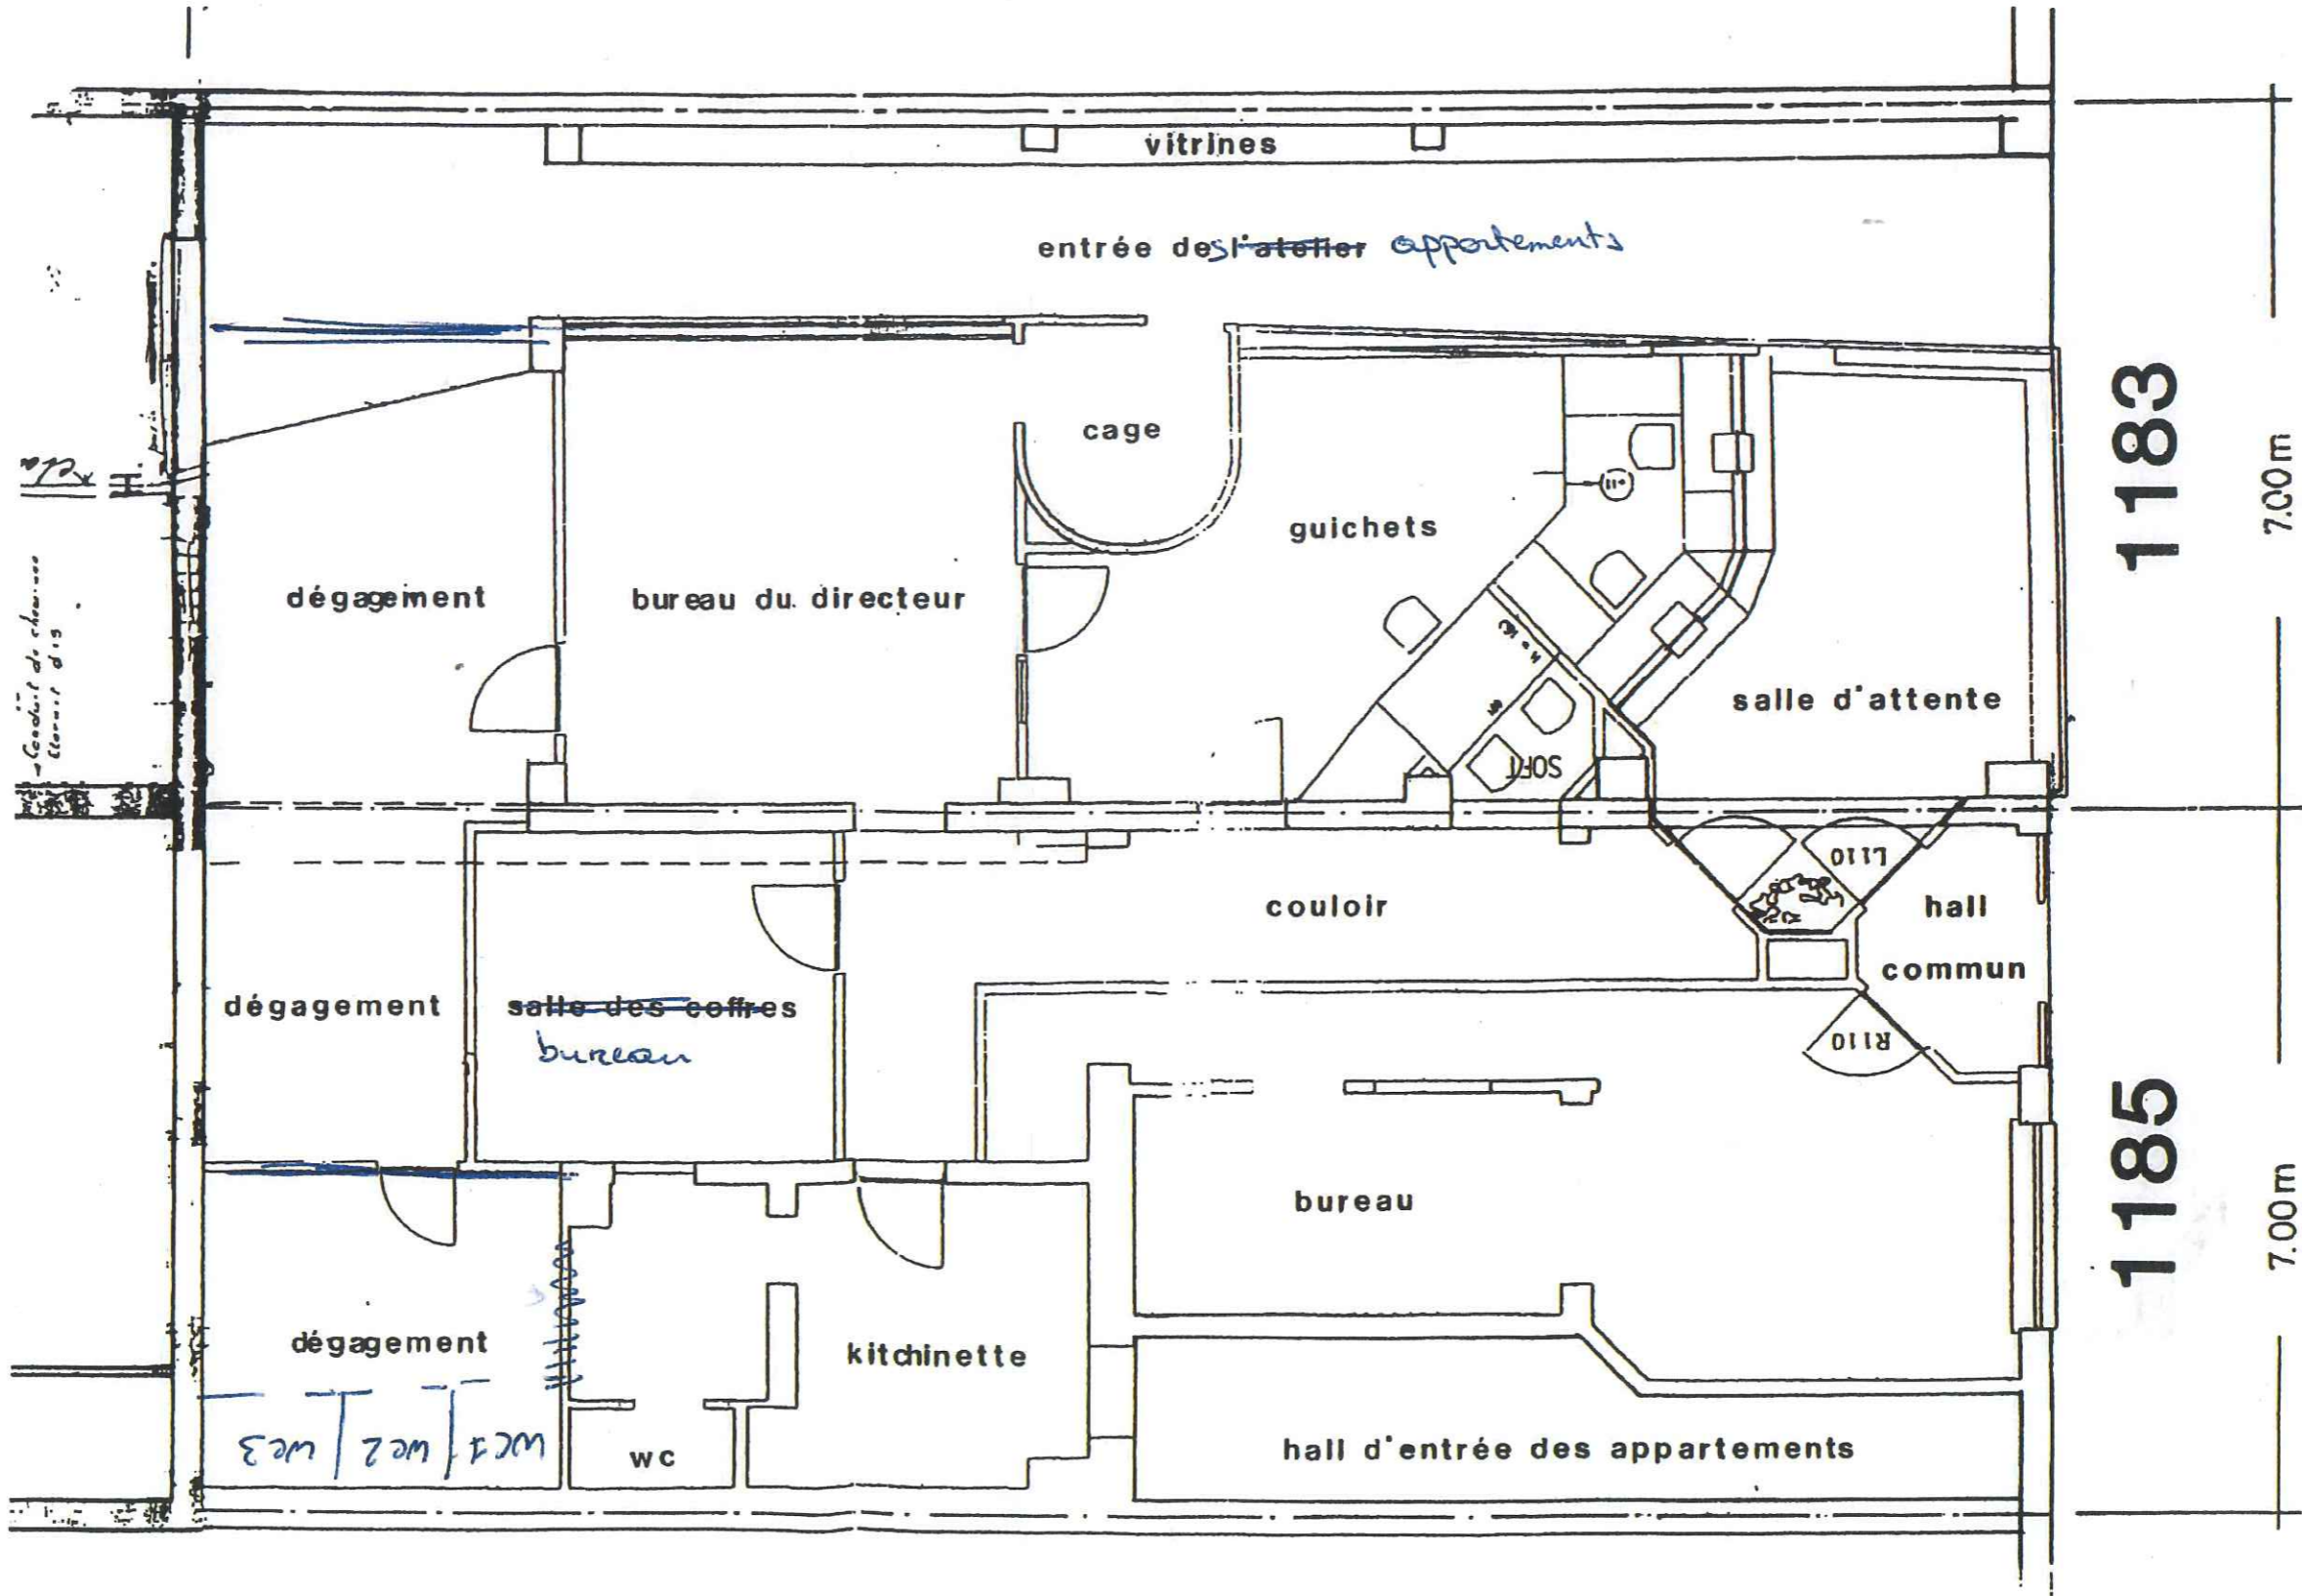 vitrines
entrée des l'atelier appartements
cage
guichets
dégagement
bureau du directeur
salle d'attente
SOFT
1183
7.00m
couloir
L110
hall
commun
dégagement
salle des coffres
bureau
R110
1185
7.00m
bureau
dégagement
kitchinette
wc3 wc2 wc1
wc
hall d'entrée des appartements